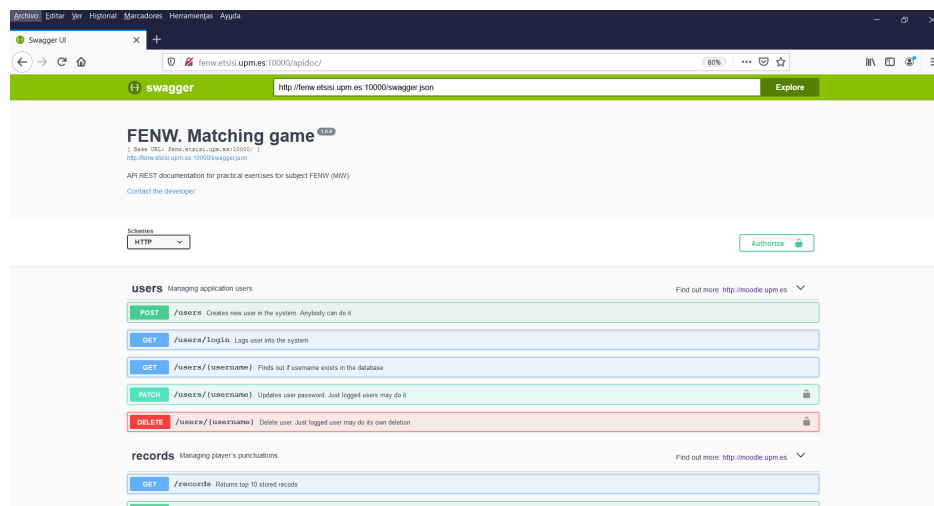 Archivo Editar Ver Historial Marcadores Herramientas Ayuda
Swagger UI
fenw.etsisi.upm.es:10000/apidoc/
80%
swagger
http://fenw.etsisi.upm.es:10000/swagger.json
Explore
FENW. Matching game 1.0.0
[ Base URL: fenw.etsisi.upm.es:10000/ ]
http://fenw.etsisi.upm.es:10000/swagger.json
API REST documentation for practical exercises for subject FENW (MiW).
Contact the developer
Schemes
HTTP
Authorize
users Managing application users
Find out more: http://moodle.upm.es
POST /users Creates new user in the system. Anybody can do it
GET /users/login Logs user into the system
GET /users/{username} Finds out if username exists in the database
PATCH /users/{username} Updates user password. Just logged users may do it
DELETE /users/{username} Delete user. Just logged user may do its own deletion
records Managing player's punctuations.
Find out more: http://moodle.upm.es
GET /records Returns top 10 stored recods